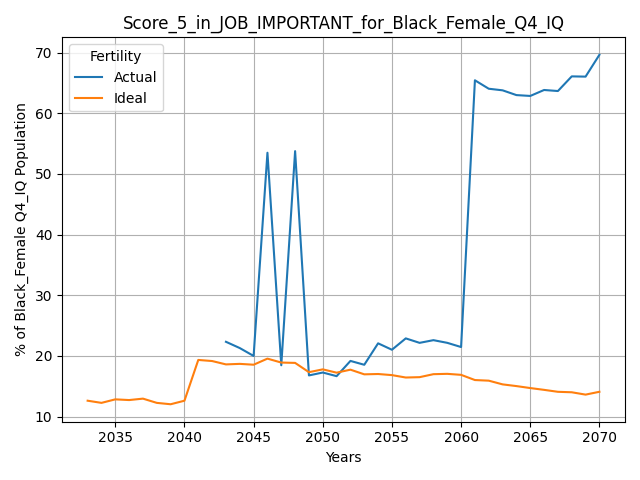 Score_5_in_JOB_IMPORTANT_for_Black_Female_Q4_IQ
Fertility
Actual
Ideal
% of Black_Female Q4_IQ Population
70
60
50
40
30
20
10
2035 2040 2045 2050 2055 2060 2065 2070
Years